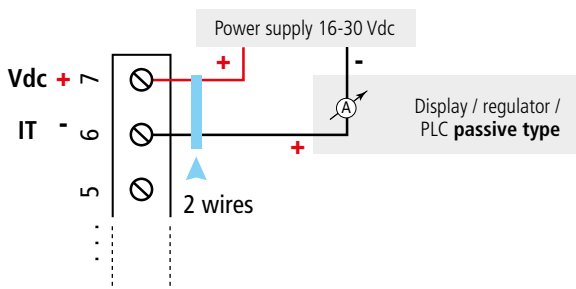 Power supply 16-30 Vdc
+ -
Vdc + 7
A
Display / regulator /
PLC passive type
IT - 6
+
5
2 wires
...